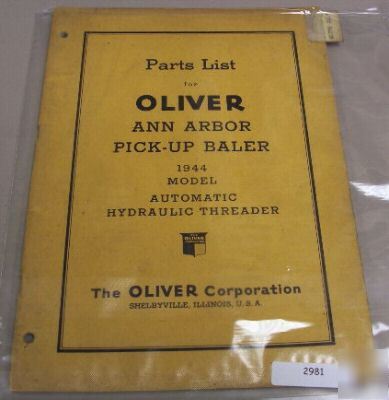 Parts List
for
OLIVER
ANN ARBOR
PICK-UP BALER
1944
MODEL
AUTOMATIC
HYDRAULIC THREADER
OLIVER
The OLIVER Corporation
SHELBYVILLE, ILLINOIS, U.S.A.
2981